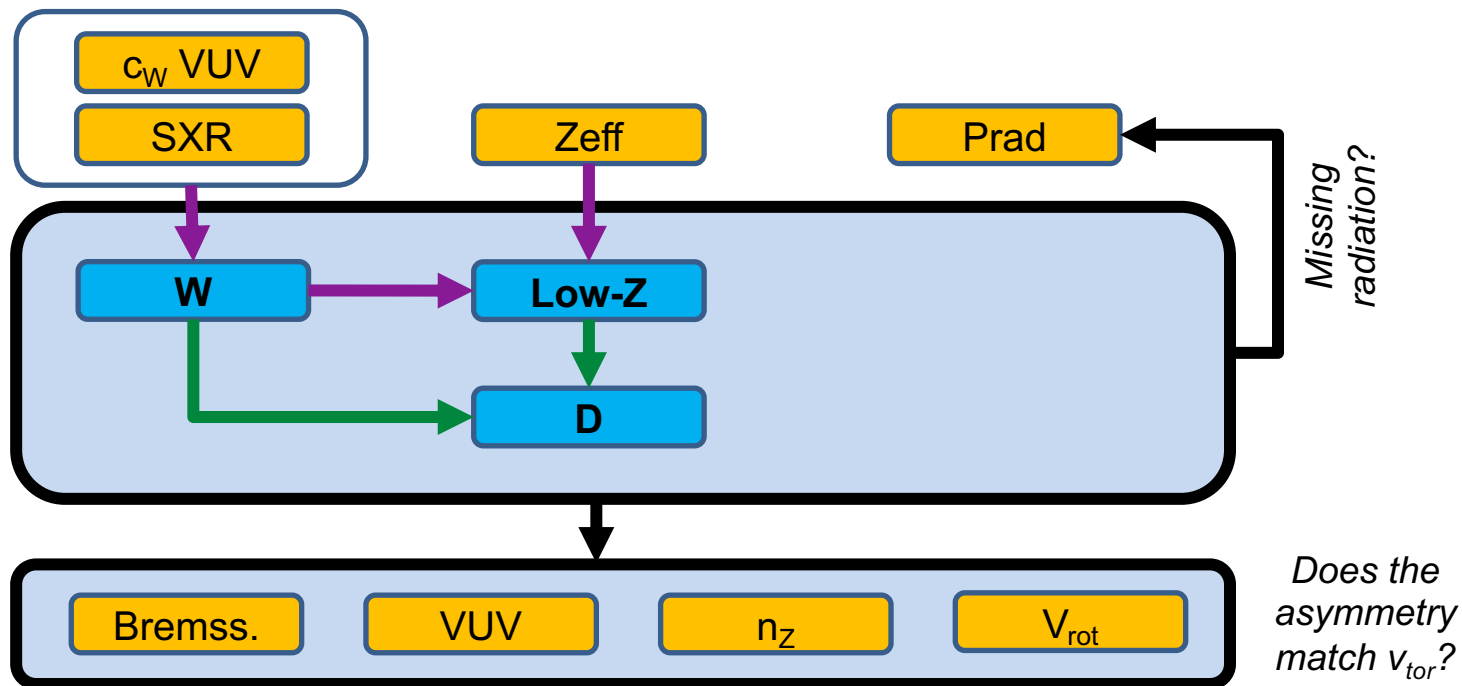 c_W VUV
SXR
Zeff
Prad
Missing
radiation?
W
Low-Z
D
Bremss.
VUV
n_Z
V_rot
Does the
asymmetry
match v_tor?